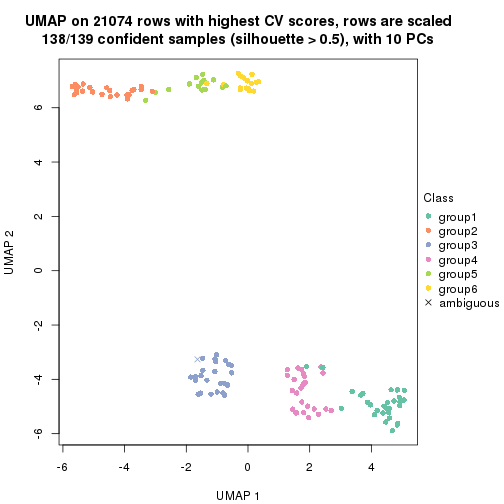 UMAP on 21074 rows with highest CV scores, rows are scaled
138/139 confident samples (silhouette > 0.5), with 10 PCs
6
4
2
0
-2
-4
-6
UMAP 2
-6
-4
-2
0
2
4
UMAP 1
Class
group1
group2
group3
group4
group5
group6
ambiguous